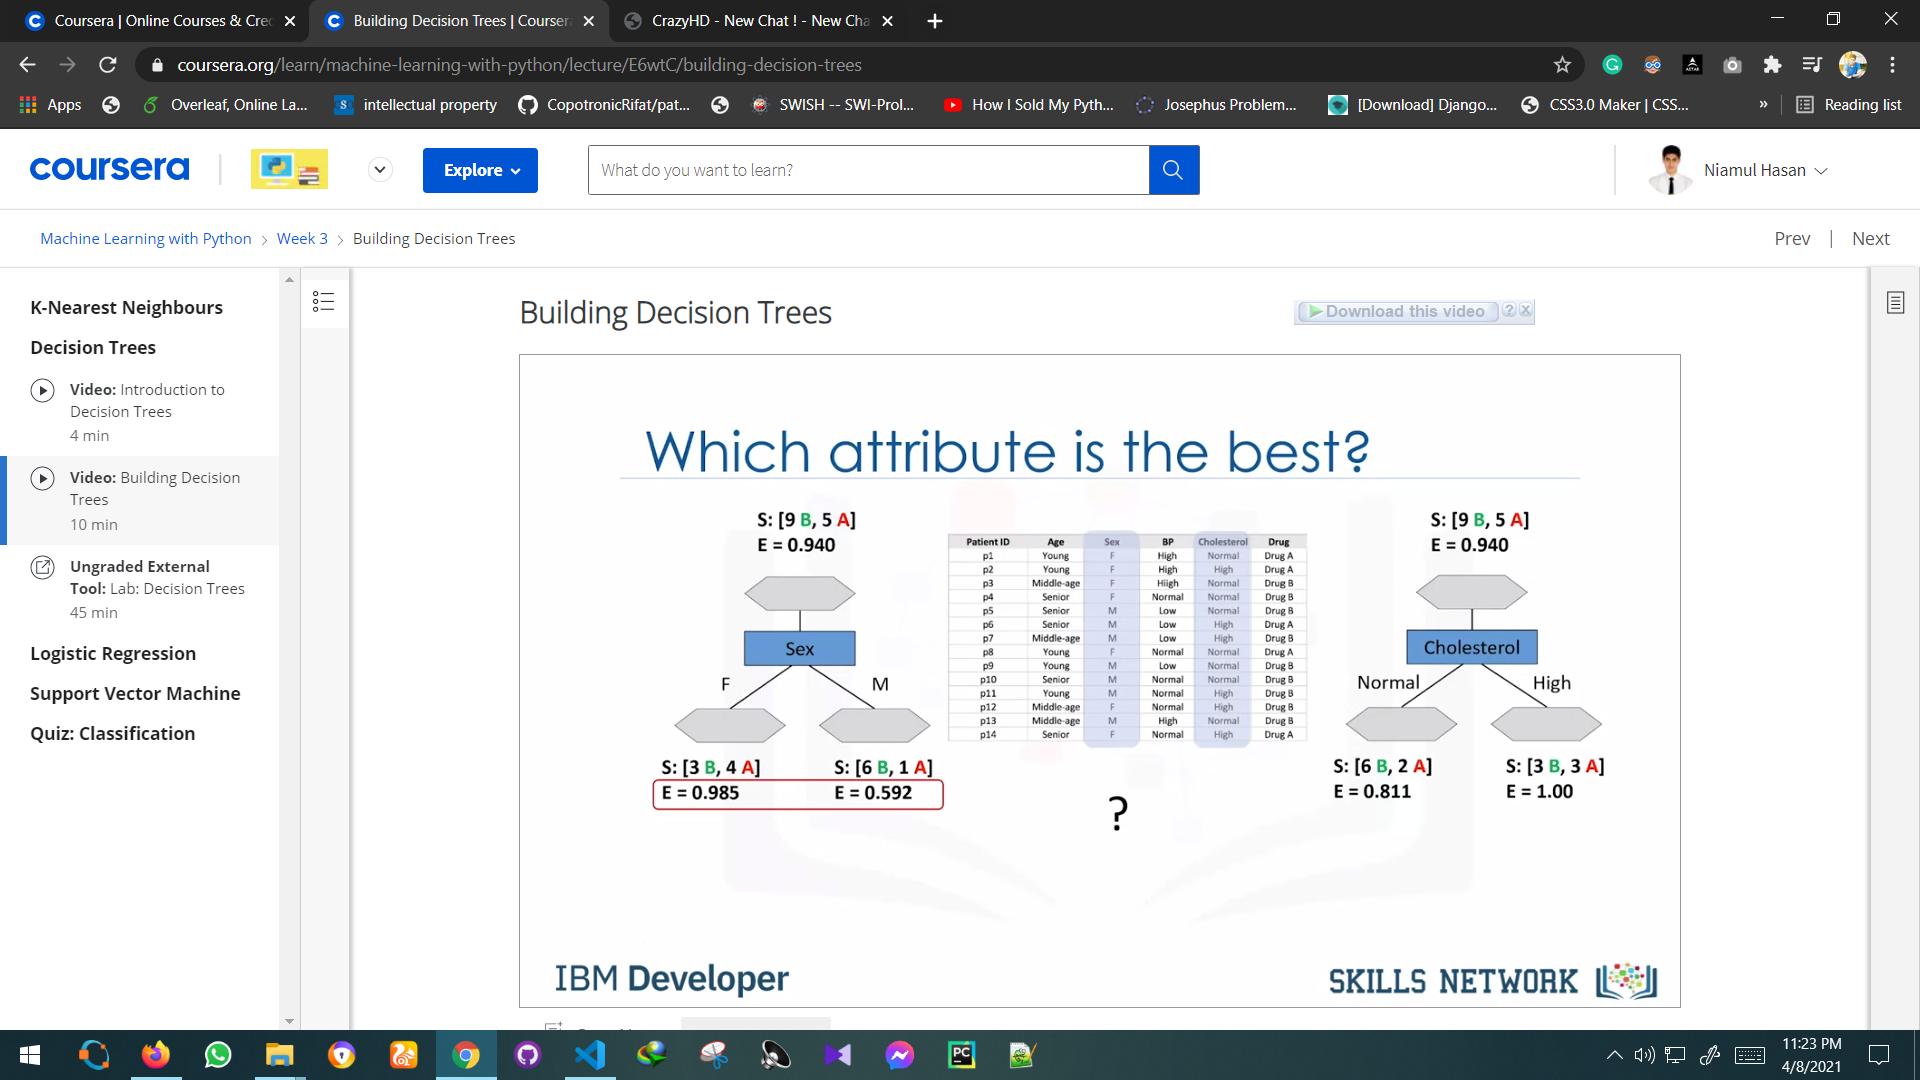 Coursera | Online Courses & Cre
Building Decision Trees | Courser
CrazyHD - New Chat ! - New Cha
coursera.org/learn/machine-learning-with-python/lecture/E6wtC/building-decision-trees
Apps
Overleaf, Online La...
intellectual property
CopotronicRifat/pat...
SWISH -- SWI-Prol...
How I Sold My Pyth...
Josephus Problem...
[Download] Django...
CSS3.0 Maker | CSS...
»
Reading list
coursera
Explore
What do you want to learn?
Niamul Hasan
Machine Learning with Python > Week 3 > Building Decision Trees
Prev | Next
K-Nearest Neighbours
Decision Trees
Video: Introduction to
Decision Trees
4 min
Video: Building Decision
Trees
10 min
Ungraded External
Tool: Lab: Decision Trees
45 min
Logistic Regression
Support Vector Machine
Quiz: Classification
Building Decision Trees
Download this video ? X
Which attribute is the best?
S: [9 B, 5 A]
E = 0.940
Sex
F M
S: [3 B, 4 A] S: [6 B, 1 A]
E = 0.985 E = 0.592
Patient ID Age Sex BP Cholesterol Drug
p1 Young F High Normal Drug A
p2 Young F High High Drug A
p3 Middle-age F Hiigh Normal Drug B
p4 Senior F Normal Normal Drug B
p5 Senior M Low Normal Drug B
p6 Senior M Low High Drug A
p7 Middle-age M Low High Drug B
p8 Young F Normal Normal Drug A
p9 Young M Low Normal Drug B
p10 Senior M Normal Normal Drug B
p11 Young M Normal High Drug B
p12 Middle-age F Normal High Drug B
p13 Middle-age M High Normal Drug B
p14 Senior F Normal High Drug A
?
S: [9 B, 5 A]
E = 0.940
Cholesterol
Normal High
S: [6 B, 2 A] S: [3 B, 3 A]
E = 0.811 E = 1.00
IBM Developer
SKILLS NETWORK
PC
11:23 PM
4/8/2021